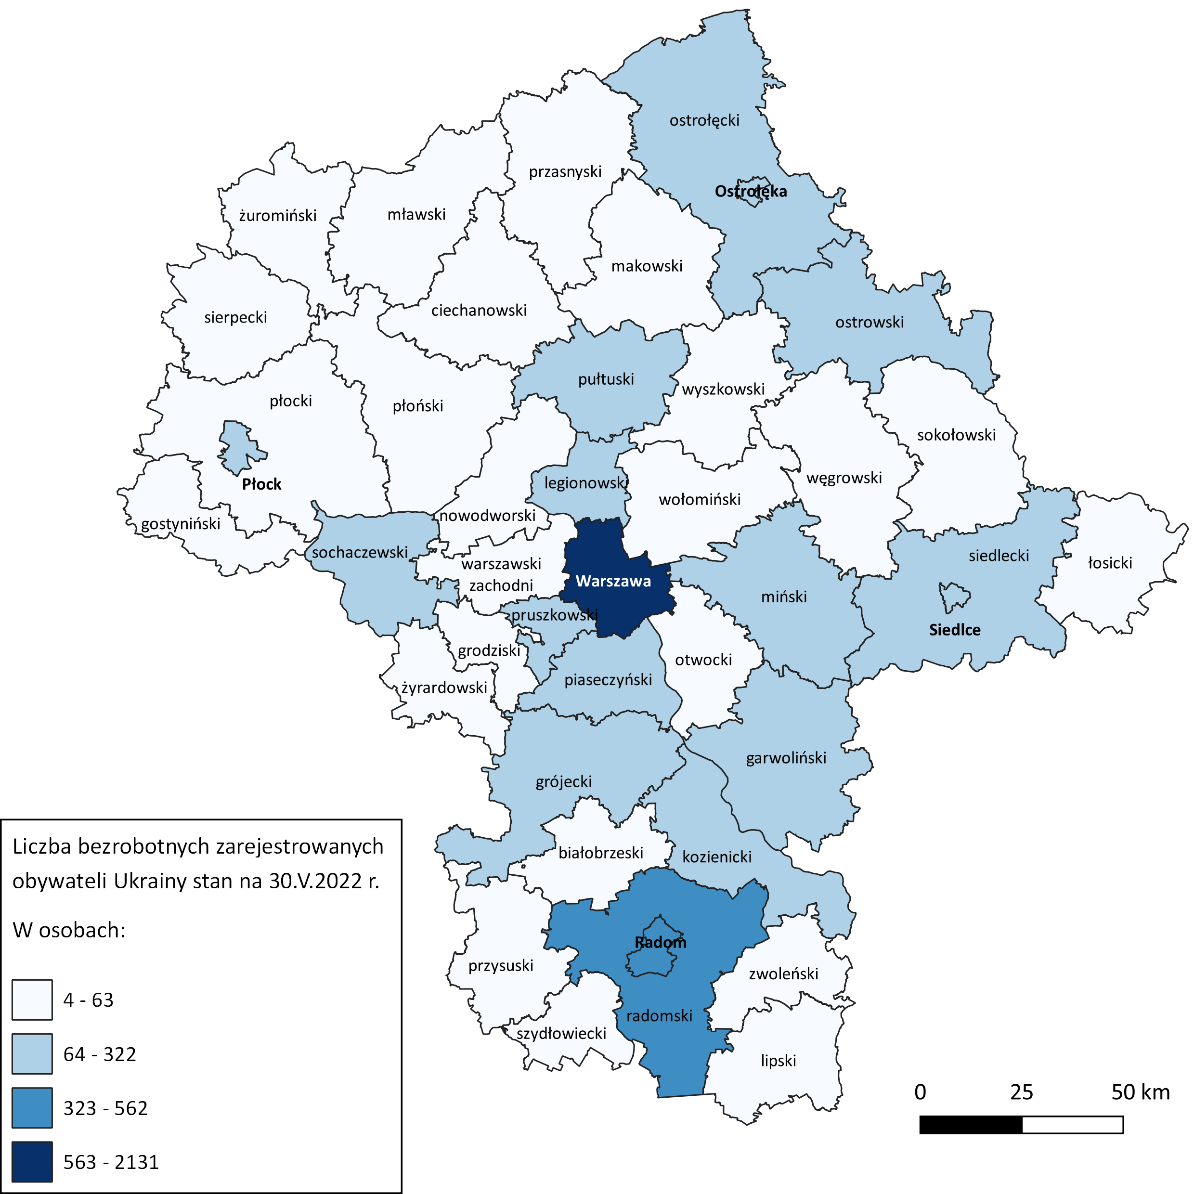 ostrołęcki
przasnyski
Ostrołęka
żuromiński
mławski
makowski
ciechanowski
sierpecki
ostrowski
pułtuski
wyszkowski
płocki
płoński
sokołowski
węgrowski
legionowski
Płock
wołomiński
nowodworski
gostyniński
sochaczewski
siedlecki
warszawski
zachodni
łosicki
Warszawa
miński
pruszkowski
Siedlce
grodziski
otwocki
piaseczyński
żyrardowski
garwoliński
grójecki
Liczba bezrobotnych zarejestrowanych
obywateli Ukrainy stan na 30.V.2022 r.
W osobach:
4 - 63
64 - 322
323 - 562
563 - 2131
białobrzeski
kozienicki
Radom
przysuski
zwoleński
radomski
szydłowiecki
lipski
0 25 50 km